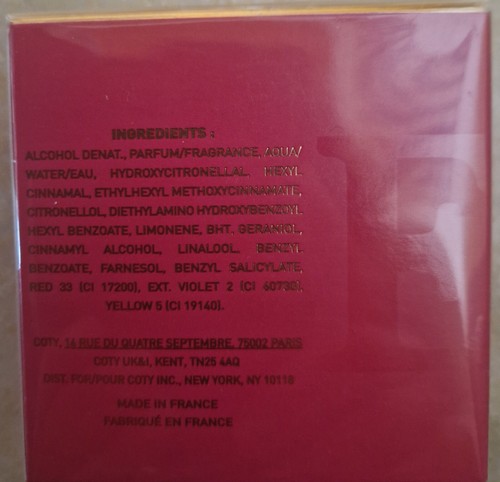 INGREDIENTS :
ALCOHOL DENAT., PARFUM/FRAGRANCE, AQUA/
WATER/EAU, HYDROXYCITRONELLAL, HEXYL
CINNAMAL, ETHYLHEXYL METHOXYCINNAMATE,
CITRONELLOL, DIETHYLAMINO HYDROXYBENZOYL
HEXYL BENZOATE, LIMONENE, BHT, GERANIOL,
CINNAMYL ALCOHOL, LINALOOL, BENZYL
BENZOATE, FARNESOL, BENZYL SALICYLATE,
RED 33 (CI 17200), EXT. VIOLET 2 (CI 60730),
YELLOW 5 (CI 19140).
COTY, 14 RUE DU QUATRE SEPTEMBRE, 75002 PARIS
COTY UK&I, KENT, TN25 4AQ
DIST. FOR/POUR COTY INC., NEW YORK, NY 10118
MADE IN FRANCE
FABRIQUÉ EN FRANCE